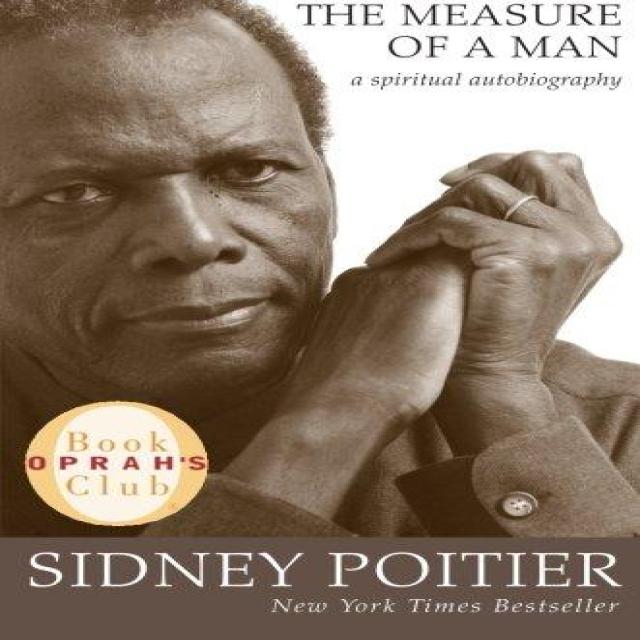 THE MEASURE
OF A MAN
a spiritual autobiography
Book
OPRAH'S
Club
SIDNEY POITIER
New York Times Bestseller